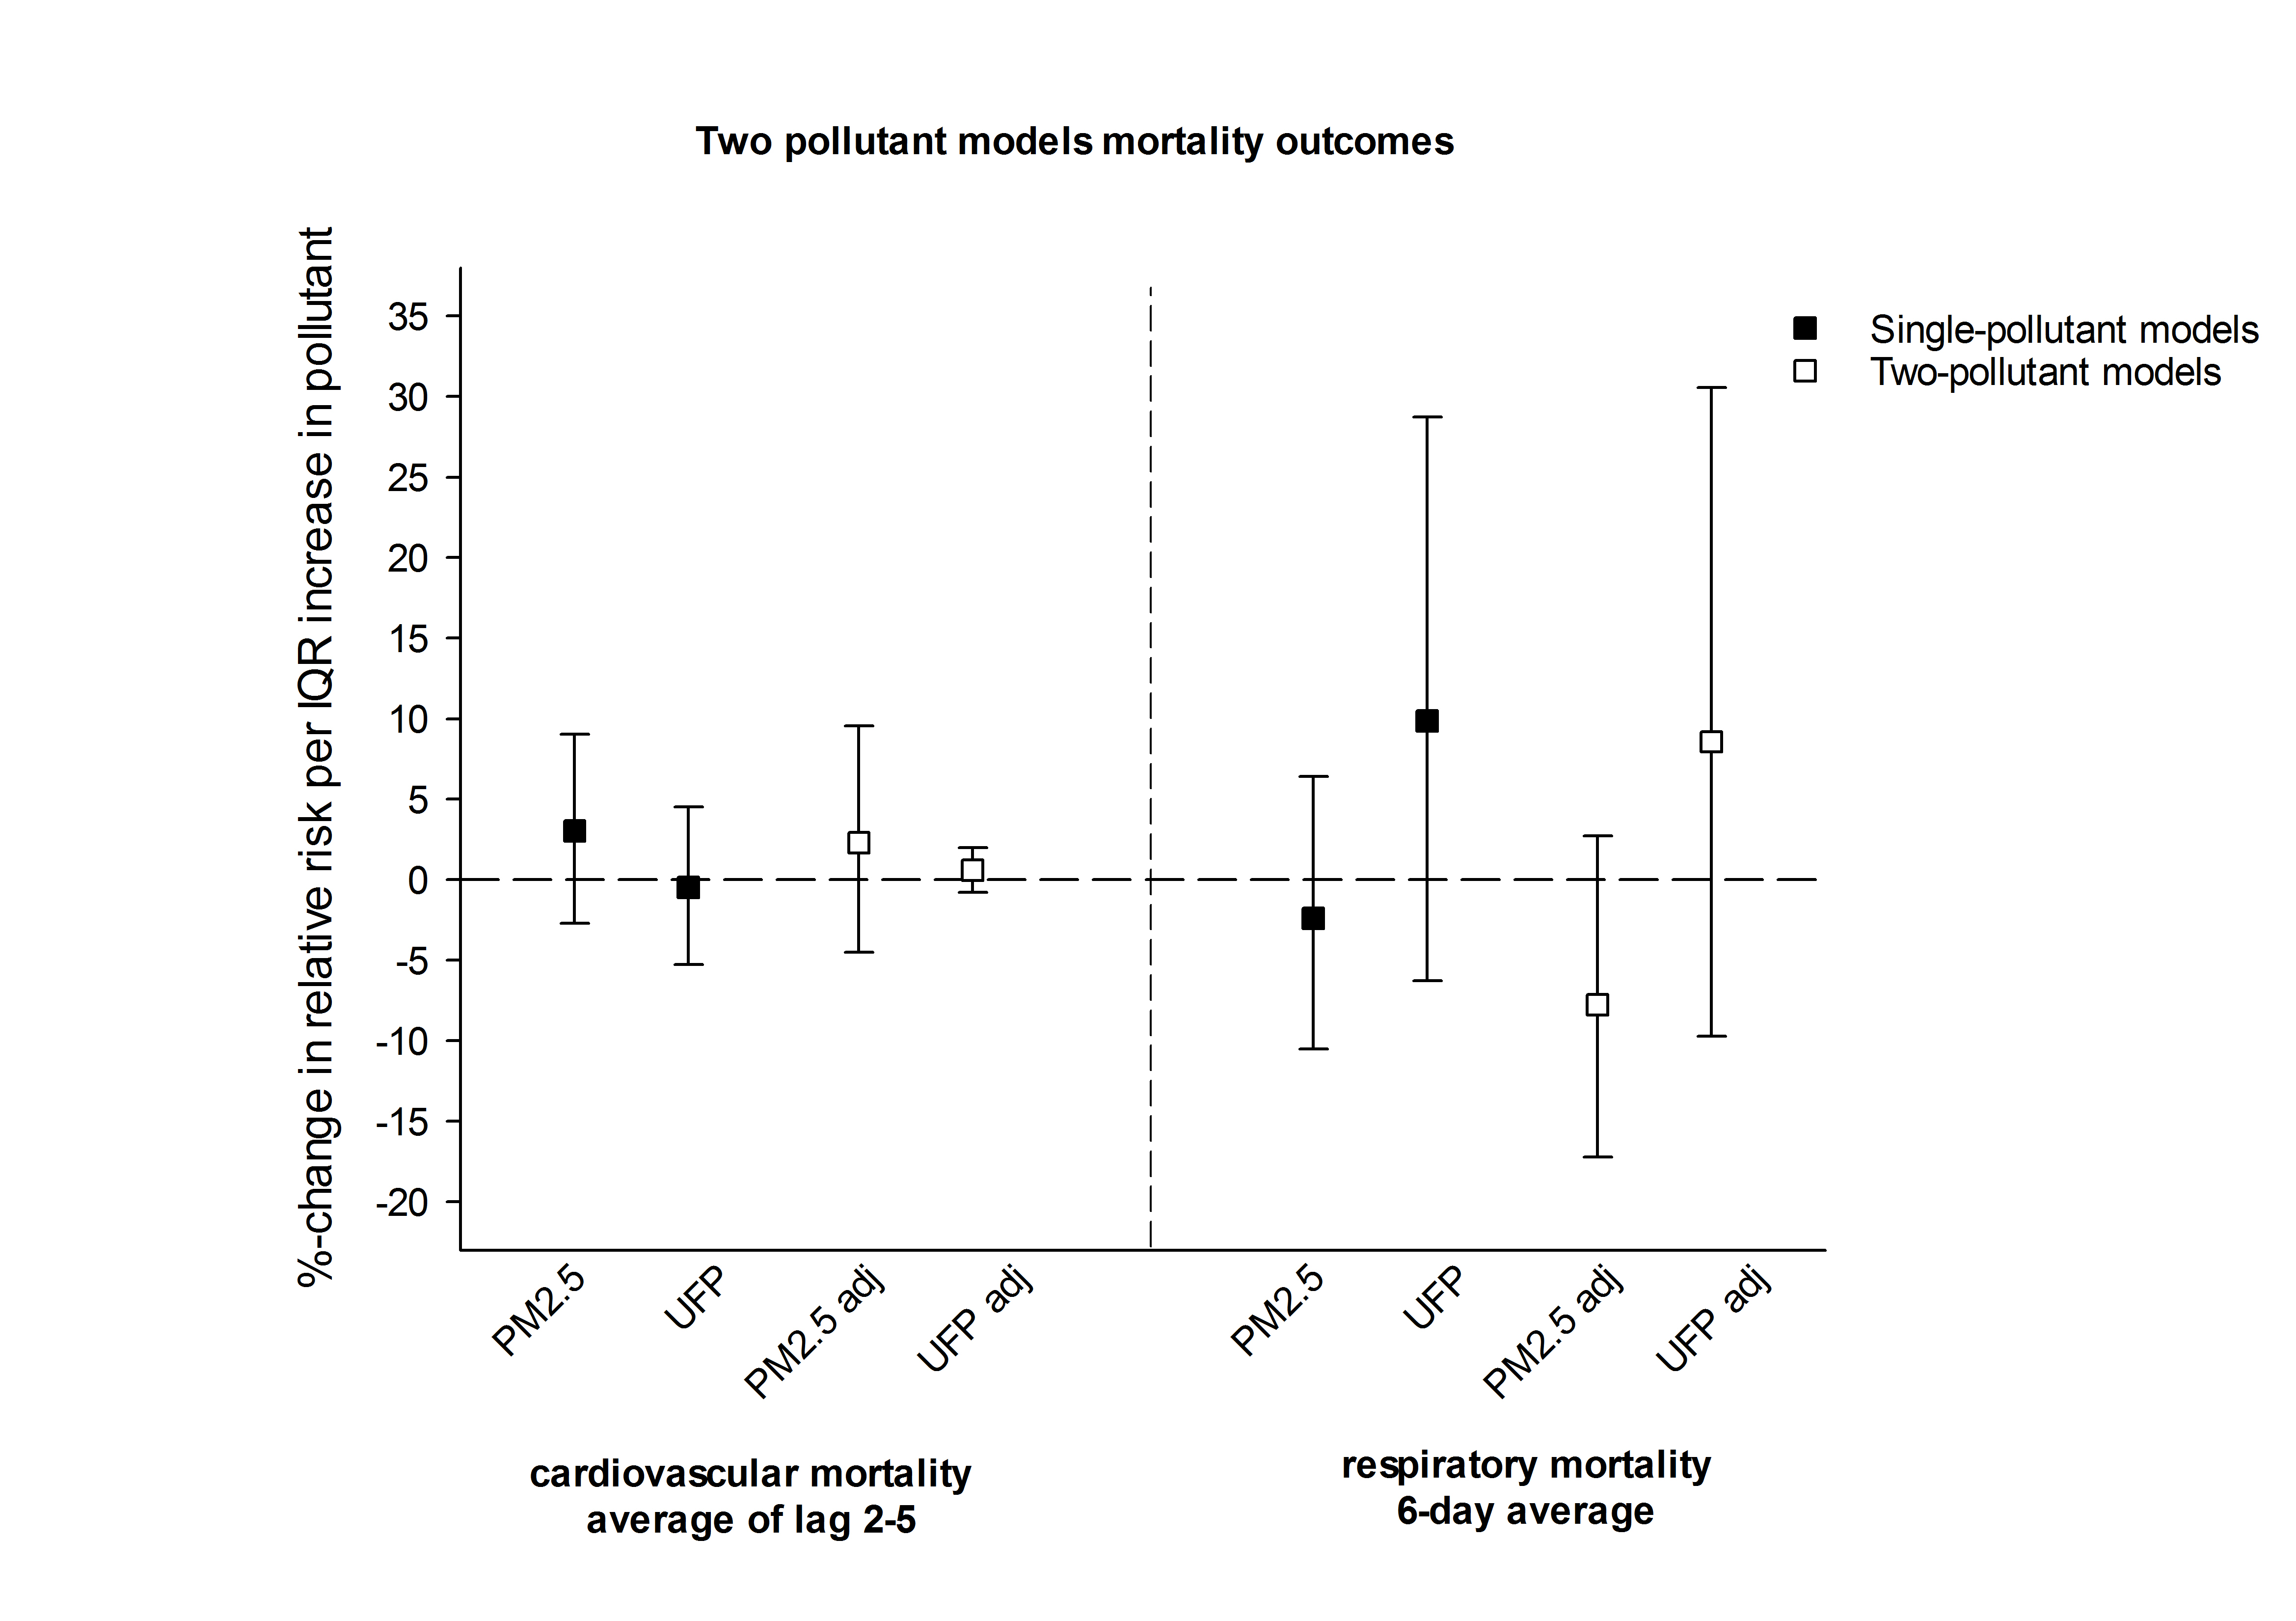 Two pollutant models mortality outcomes
%-change in relative risk per IQR increase in pollutant
35
30
25
20
15
10
5
0
-5
-10
-15
-20
Single-pollutant models
Two-pollutant models
PM2.5
UFP
PM2.5 adj
UFP adj
PM2.5
UFP
PM2.5 adj
UFP adj
cardiovascular mortality
average of lag 2-5
respiratory mortality
6-day average